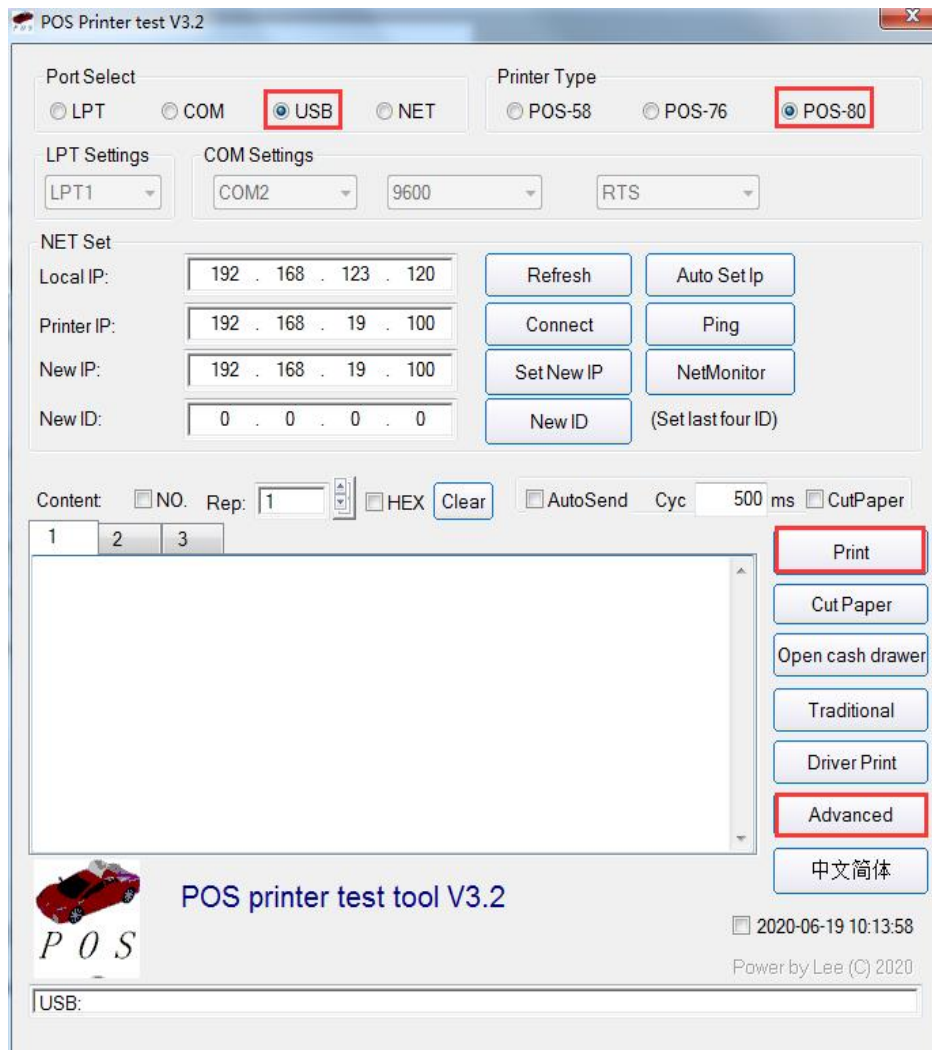 POS Printer test V3.2
Port Select
Printer Type
LPT COM USB NET POS-58 POS-76 POS-80
LPT Settings COM Settings
LPT1 COM2 9600 RTS
NET Set
Local IP: 192 . 168 . 123 . 120 Refresh Auto Set Ip
Printer IP: 192 . 168 . 19 . 100 Connect Ping
New IP: 192 . 168 . 19 . 100 Set New IP NetMonitor
New ID: 0 . 0 . 0 . 0 New ID (Set last four ID)
Content: NO. Rep: 1 HEX Clear AutoSend Cyc 500 ms CutPaper
1 2 3
Print
Cut Paper
Open cash drawer
Traditional
Driver Print
Advanced
中文简体
POS
POS printer test tool V3.2
2020-06-19 10:13:58
Power by Lee (C) 2020
USB: